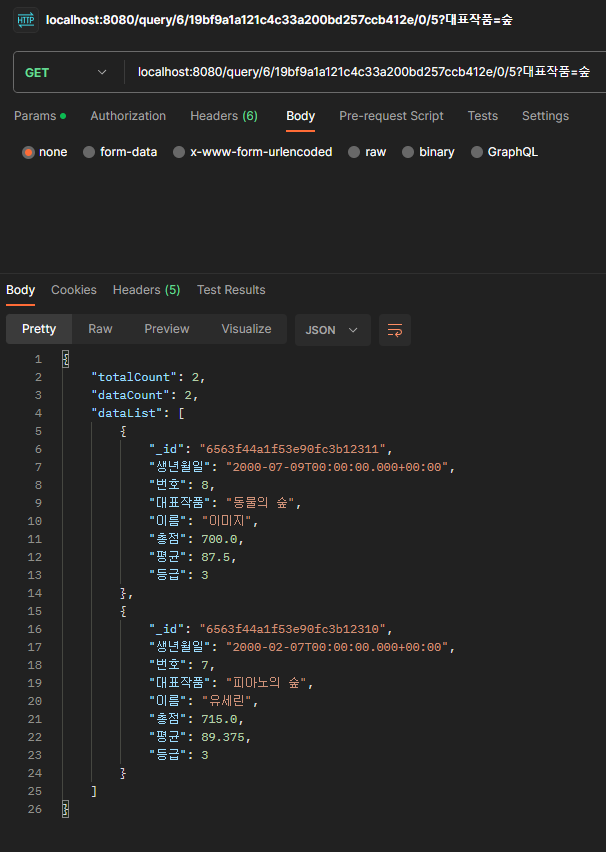 HTTP localhost:8080/query/6/19bf9a1a121c4c33a200bd257ccb412e/0/5?대표작품=숲
GET localhost:8080/query/6/19bf9a1a121c4c33a200bd257ccb412e/0/5?대표작품=숲
Params Authorization Headers (6) Body Pre-request Script Tests Settings
none form-data x-www-form-urlencoded raw binary GraphQL
Body Cookies Headers (5) Test Results
Pretty Raw Preview Visualize JSON
1 {
2 "totalCount": 2,
3 "dataCount": 2,
4 "dataList": [
5 {
6 "_id": "6563f44a1f53e90fc3b12311",
7 "생년월일": "2000-07-09T00:00:00.000+00:00",
8 "번호": 8,
9 "대표작품": "동물의 숲",
10 "이름": "이미지",
11 "총점": 700.0,
12 "평균": 87.5,
13 "등급": 3
14 },
15 {
16 "_id": "6563f44a1f53e90fc3b12310",
17 "생년월일": "2000-02-07T00:00:00.000+00:00",
18 "번호": 7,
19 "대표작품": "피아노의 숲",
20 "이름": "유세린",
21 "총점": 715.0,
22 "평균": 89.375,
23 "등급": 3
24 }
25 ]
26 }